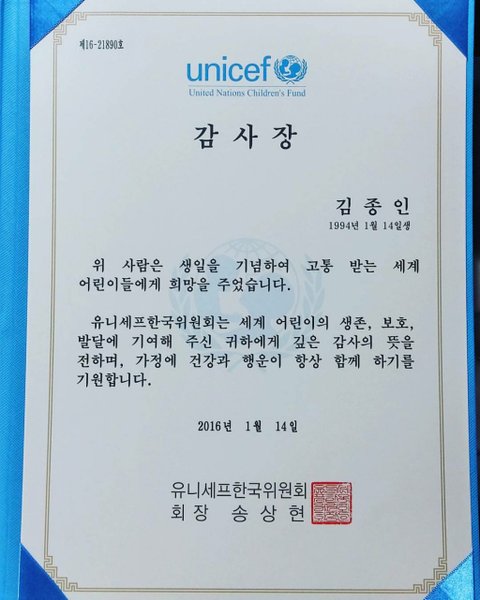 제16-21890호
unicef
United Nations Children's Fund
감 사 장
김 종 인
1994년 1월 14일생
위 사람은 생일을 기념하여 고통 받는 세계
어린이들에게 희망을 주었습니다.
유니세프한국위원회는 세계 어린이의 생존, 보호,
발달에 기여해 주신 귀하에게 깊은 감사의 뜻을
전하며, 가정에 건강과 행운이 항상 함께 하기를
기원합니다.
2016년 1월 14일
유니세프한국위원회
회장 송상현